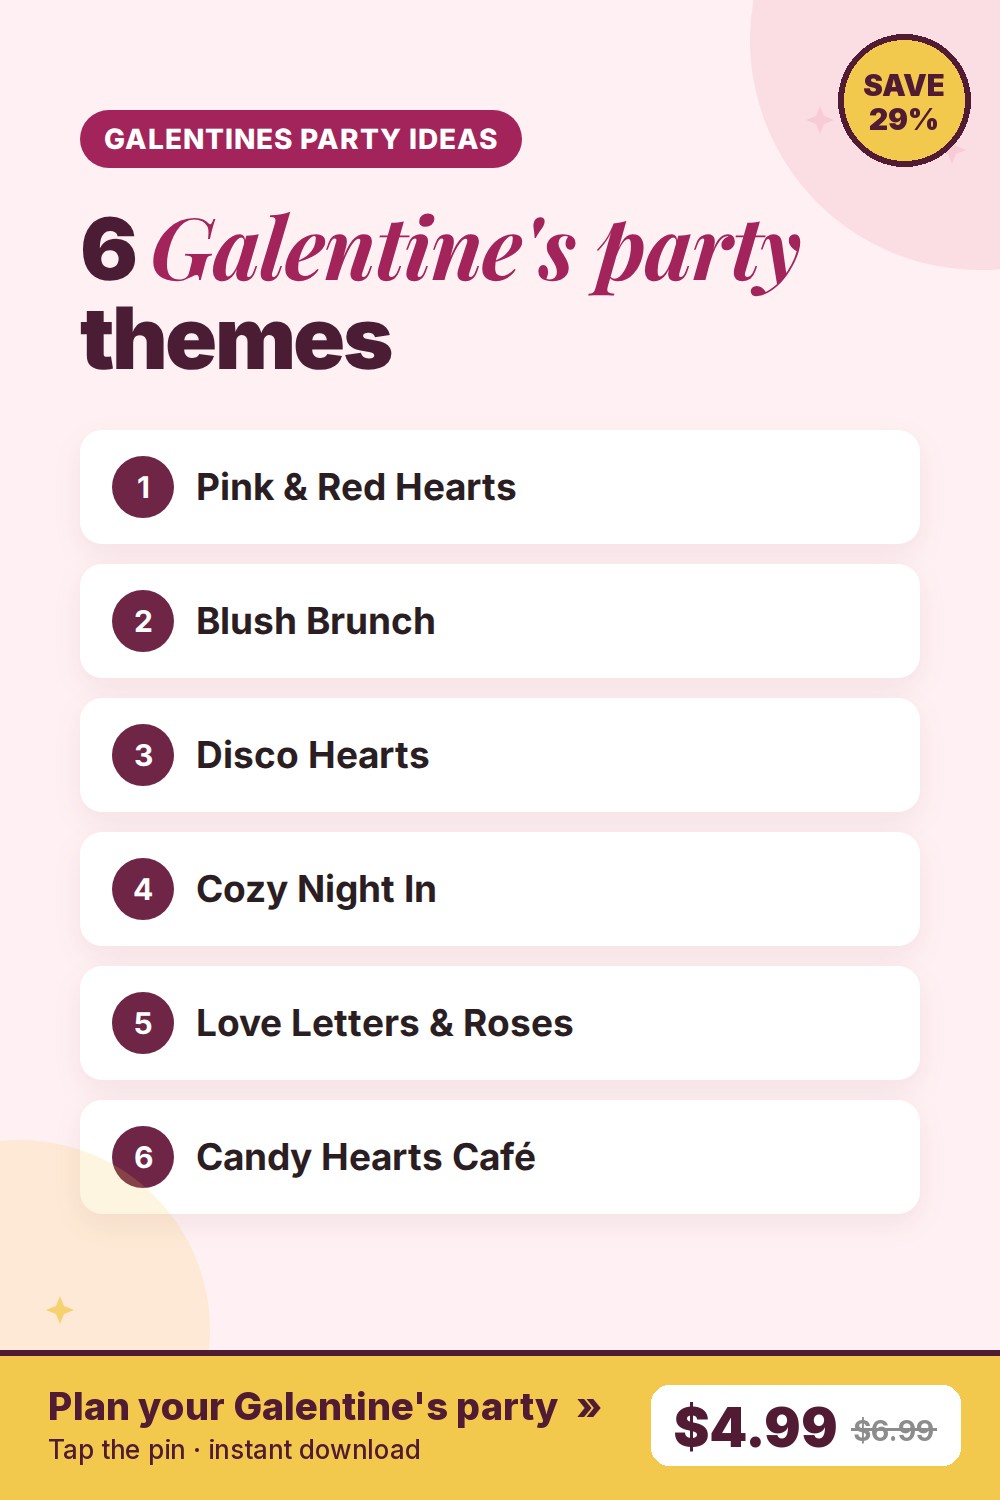 SAVE
29%
GALENTINES PARTY IDEAS
6 Galentine's party
themes
1 Pink & Red Hearts
2 Blush Brunch
3 Disco Hearts
4 Cozy Night In
5 Love Letters & Roses
6 Candy Hearts Café
Plan your Galentine's party »
Tap the pin · instant download
$4.99 $6.99